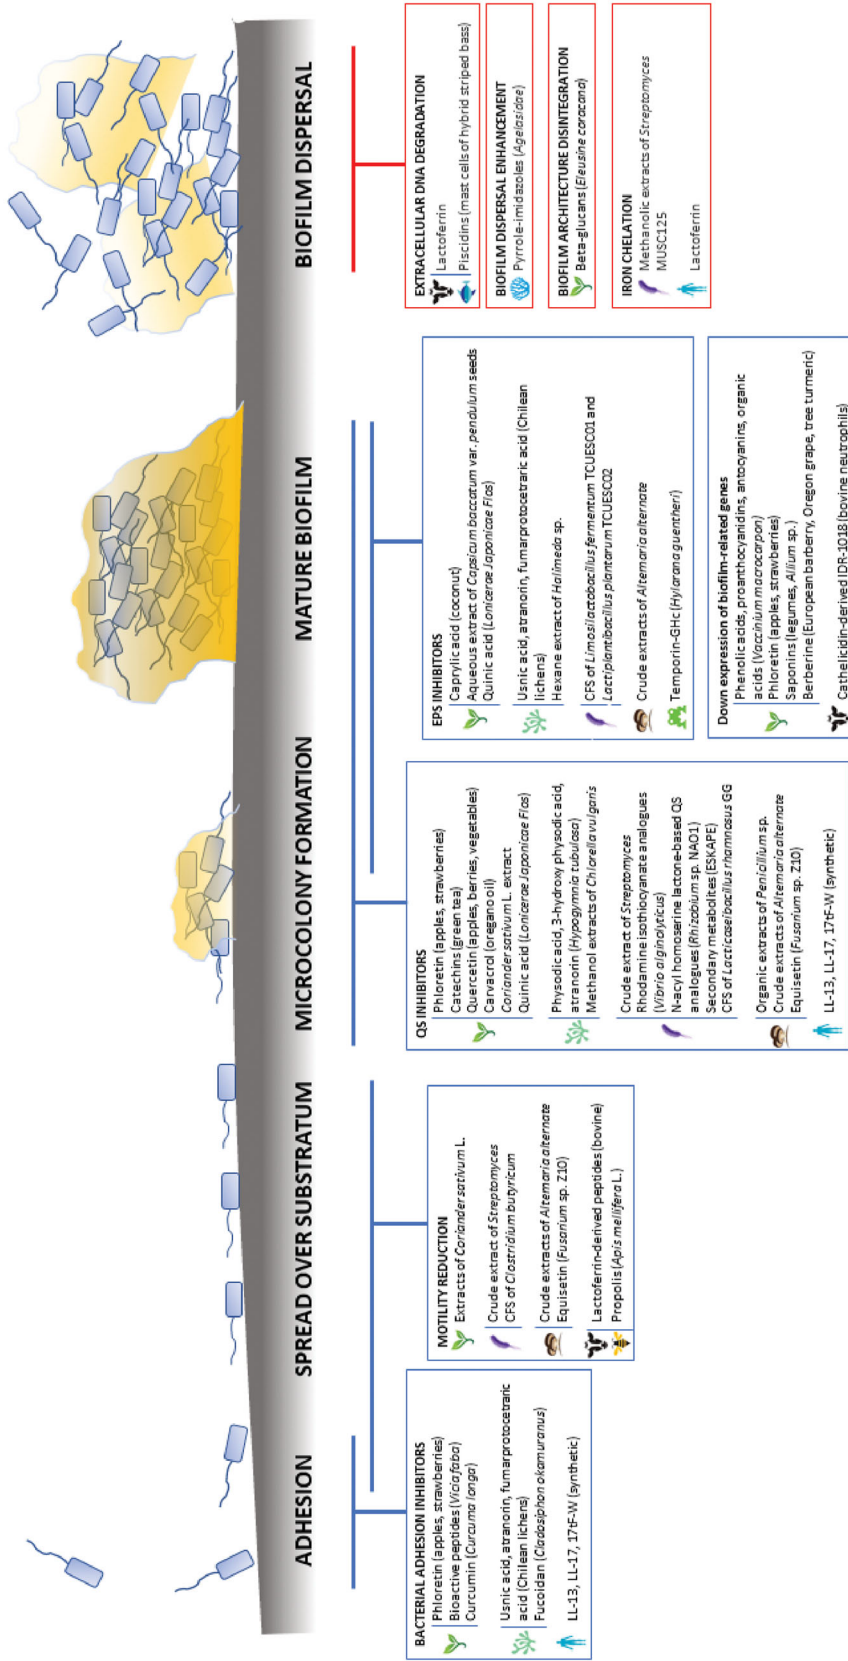 ADHESION
SPREAD OVER SUBSTRATUM
MICROCOLONY FORMATION
MATURE BIOFILM
BIOFILM DISPERSAL
BACTERIAL ADHESION INHIBITORS
Phloretin (apples, strawberries)
Bioactive peptides (Vicia faba)
Curcumin (Curcuma longa)
Usnic acid, atranorin, fumarprotocetraric
acid (Chilean lichens)
Fucoidan (Cladosiphon okamuranus)
LL-13, LL-17, 17tF-W (synthetic)
MOTILITY REDUCTION
Extracts of Coriander sativum L.
Crude extract of Streptomyces
CFS of Clostridium butyricum
Crude extracts of Alternaria alternate
Equisetin (Fusarium sp. Z10)
Lactoferrin-derived peptides (bovine)
Propolis (Apis mellifera L.)
QS INHIBITORS
Phloretin (apples, strawberries)
Catechins (green tea)
Quercetin (apples, berries, vegetables)
Carvacrol (oregano oil)
Coriander sativum L. extract
Quinic acid (Lonicerae Japonicae Flos)
Physodic acid, 3-hydroxy physodic acid,
atranorin (Hypogymnia tubulosa)
Methanol extracts of Chlorella vulgaris
Crude extract of Streptomyces
Rhodamine isothiocyanate analogues
(Vibrio alginolyticus)
N-acyl homoserine lactone-based QS
analogues (Rhizobium sp. NAO1)
Secondary metabolites (ESKAPE)
CFS of Lacticaseibacillus rhamnosus GG
Organic extracts of Penicillium sp.
Crude extracts of Alternaria alternate
Equisetin (Fusarium sp. Z10)
LL-13, LL-17, 17tF-W (synthetic)
EPS INHIBITORS
Caprylic acid (coconut)
Aqueous extract of Capsicum baccatum var. pendulum seeds
Quinic acid (Lonicerae Japonicae Flos)
Usnic acid, atranorin, fumarprotocetraric acid (Chilean
lichens)
Hexane extract of Halimeda sp.
CFS of Limosilactobacillus fermentum TCUESC01 and
Lactiplantibacillus plantarum TCUESC02
Crude extracts of Alternaria alternate
Temporin-GHc (Hylarana guentheri)
Down expression of biofilm-related genes
Phenolic acids, proanthocyanidins, antocyanins, organic
acids (Vaccinium macrocarpon)
Phloretin (apples, strawberries)
Saponins (legumes, Allium sp.)
Berberine (European barberry, Oregon grape, tree turmeric)
Cathelicidin-derived IDR-1018 (bovine neutrophils)
EXTRACELLULAR DNA DEGRADATION
Lactoferrin
Piscidins (mast cells of hybrid striped bass)
BIOFILM DISPERSAL ENHANCEMENT
Pyrrole-imidazoles (Agelasidae)
BIOFILM ARCHITECTURE DISINTEGRATION
Beta-glucans (Eleusine coracana)
IRON CHELATION
Methanolic extracts of Streptomyces
MUSC125
Lactoferrin